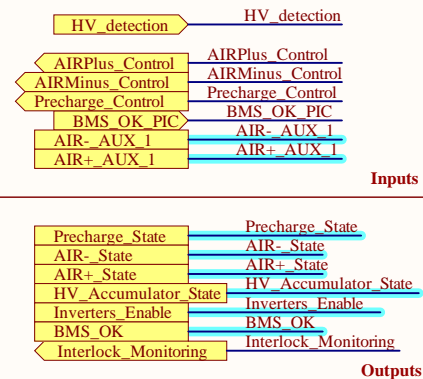 HV_detection HV_detection
AIRPlus_Control AIRPlus_Control
AIRMinus_Control AIRMinus_Control
Precharge_Control Precharge_Control
BMS_OK_PIC BMS_OK_PIC
AIR-_AUX_1 AIR-_AUX_1
AIR+_AUX_1 AIR+_AUX_1
Inputs
Precharge_State Precharge_State
AIR-_State AIR-_State
AIR+_State AIR+_State
HV_Accumulator_State HV_Accumulator_State
Inverters_Enable Inverters_Enable
BMS_OK BMS_OK
Interlock_Monitoring Interlock_Monitoring
Outputs